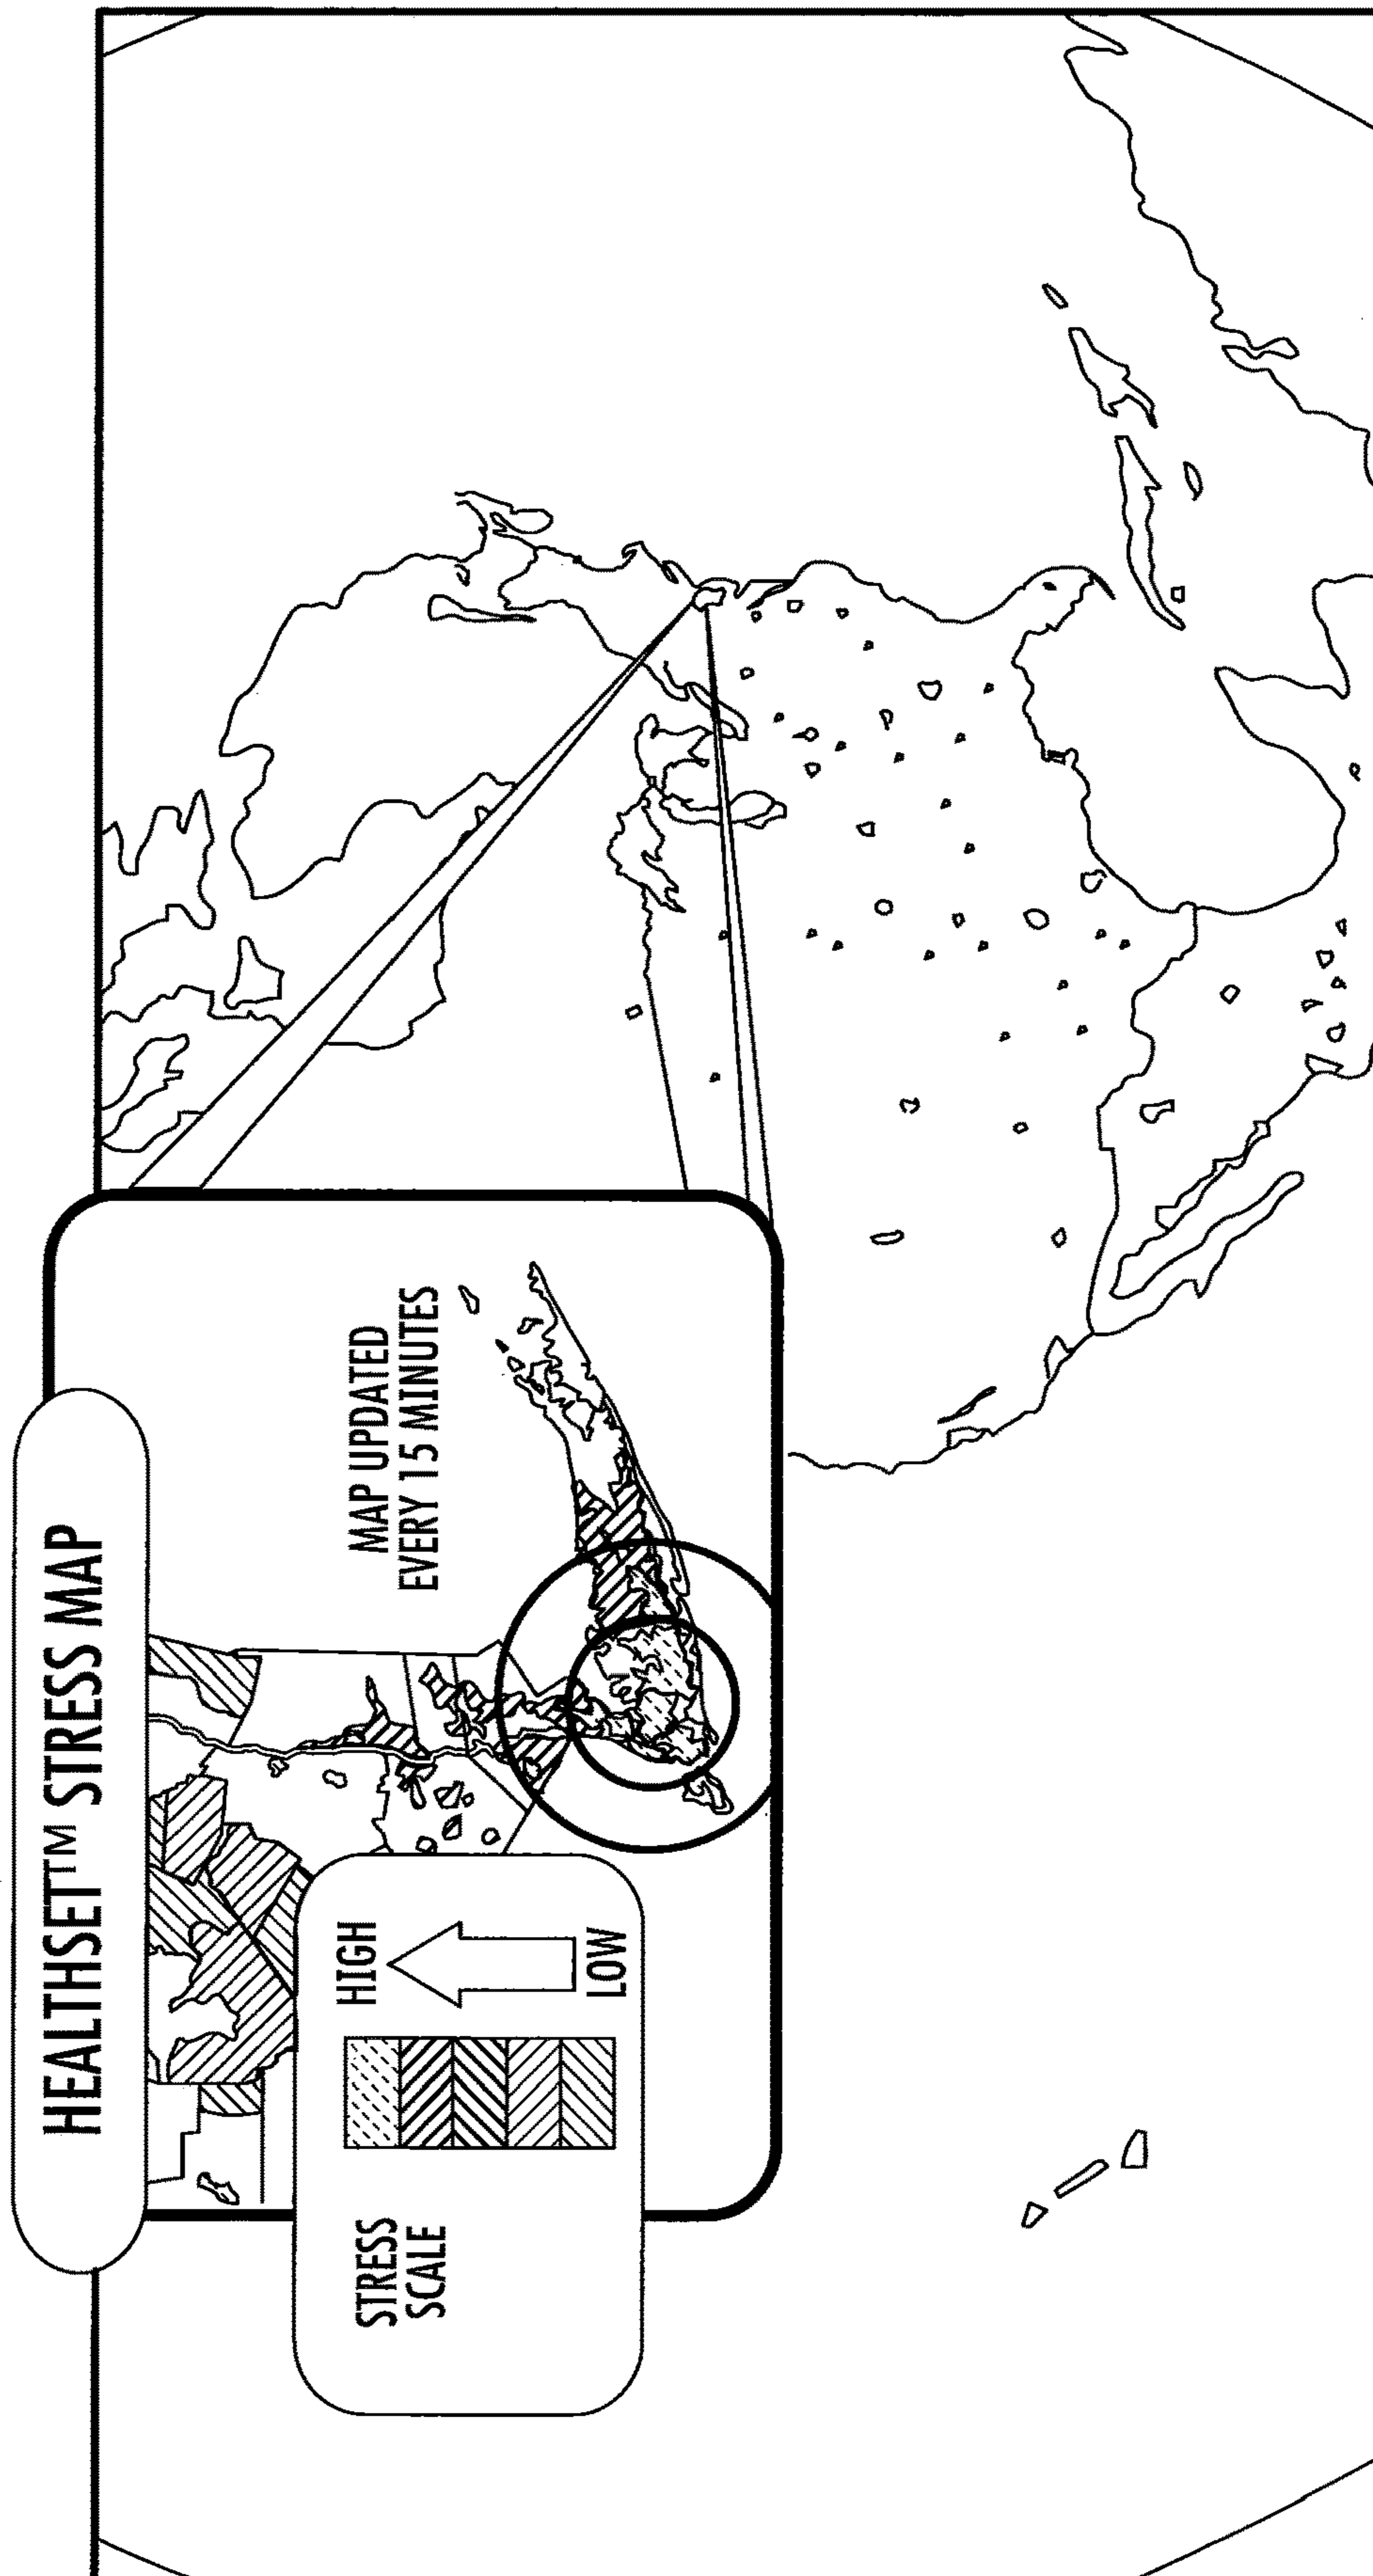 HEALTHSET™ STRESS MAP
MAP UPDATED
EVERY 15 MINUTES
STRESS
SCALE
HIGH
LOW